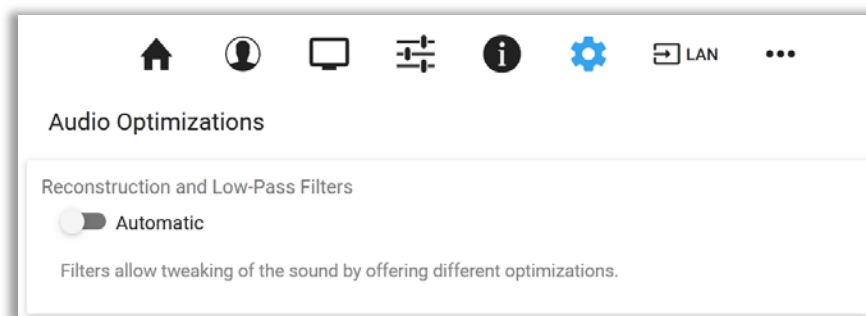 LAN
Audio Optimizations
Reconstruction and Low-Pass Filters
Automatic
Filters allow tweaking of the sound by offering different optimizations.